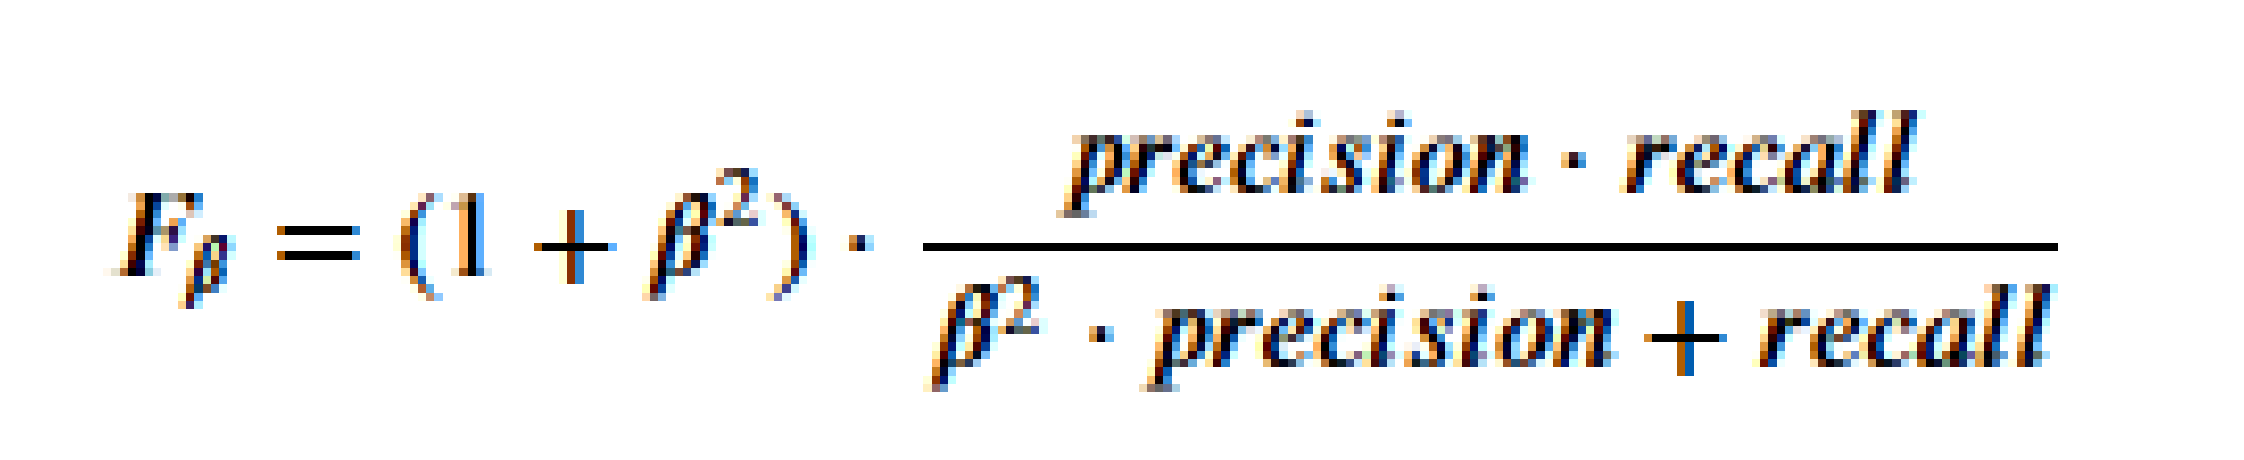 F_β = (1 + β²) · (precision · recall) / (β² · precision + recall)